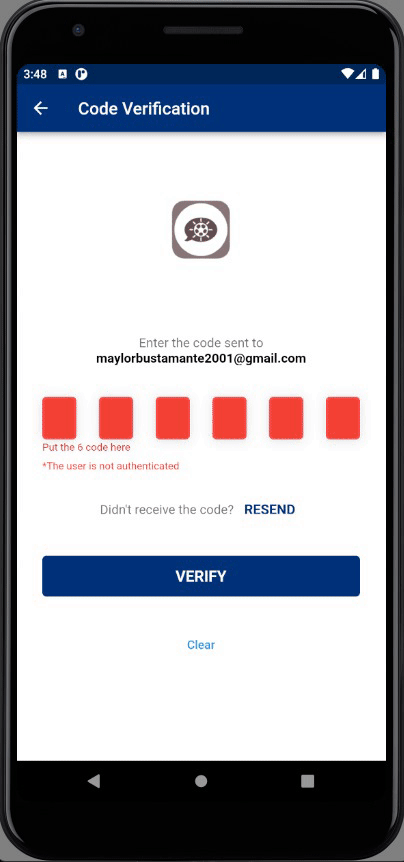 3:48
Code Verification
Enter the code sent to
maylorbustamante2001@gmail.com
Put the 6 code here
*The user is not authenticated
Didn't receive the code? RESEND
VERIFY
Clear